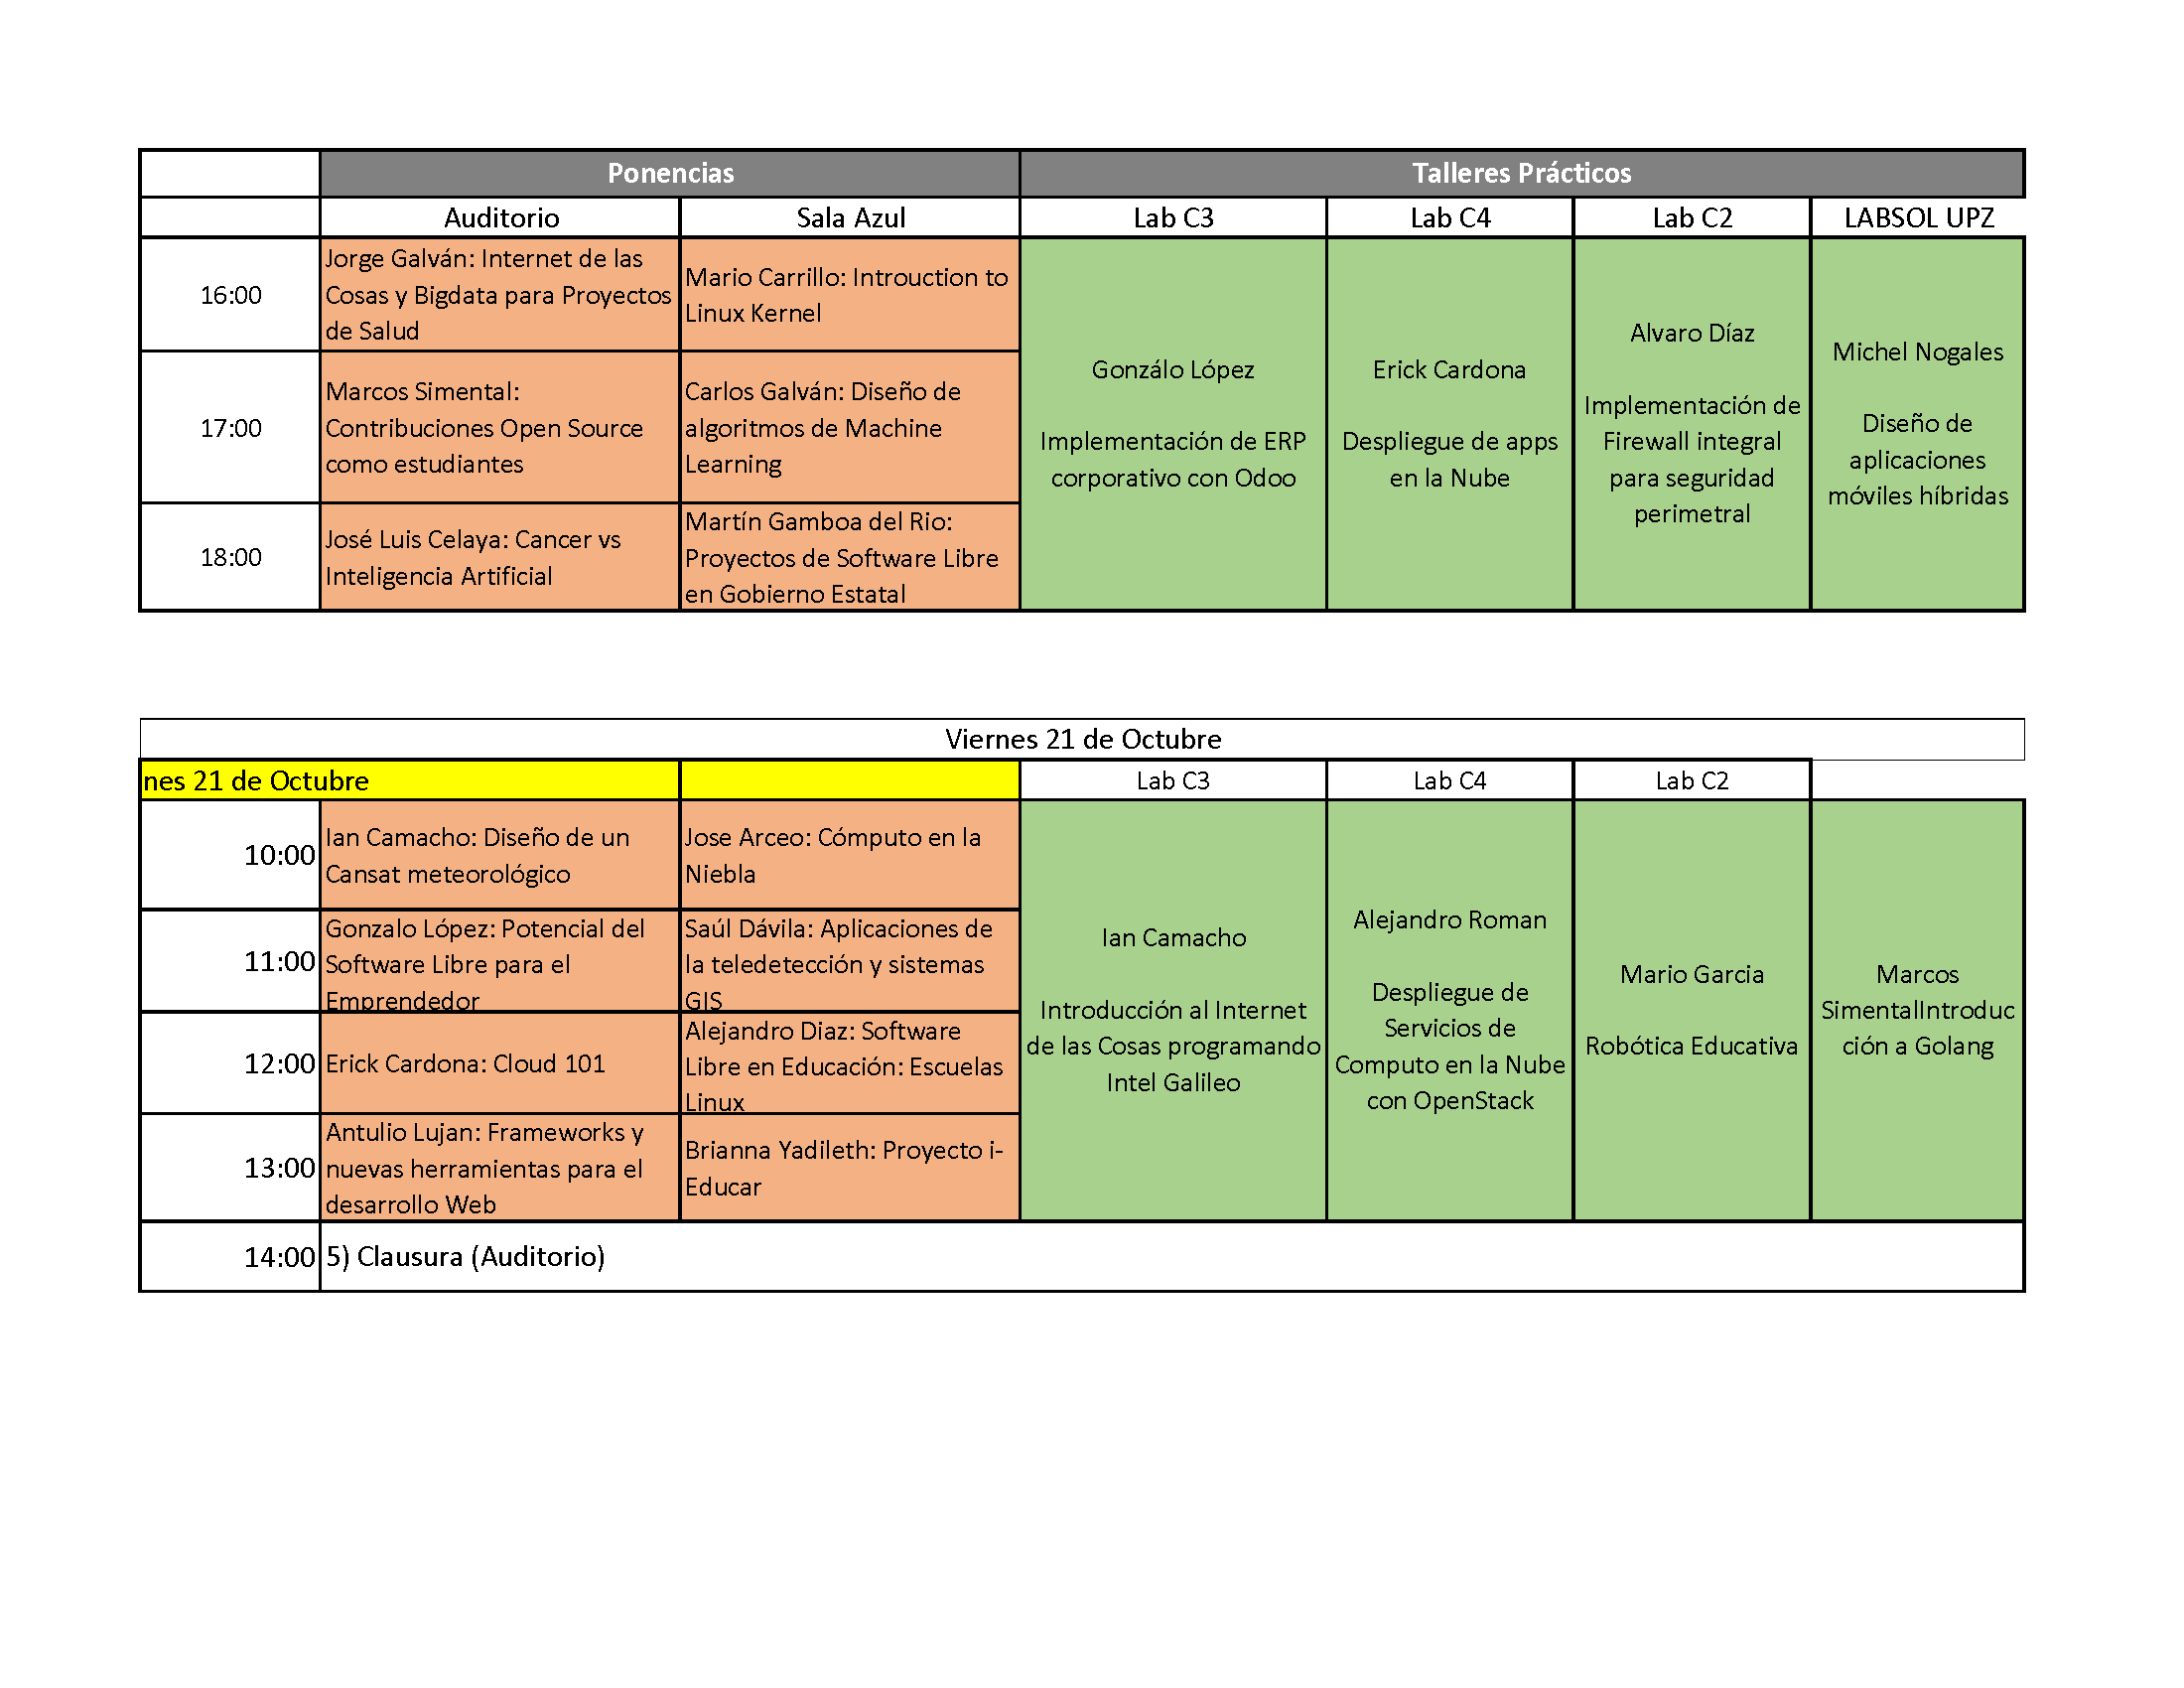 Ponencias
Talleres Prácticos
Auditorio
Sala Azul
Lab C3
Lab C4
Lab C2
LABSOL UPZ
16:00
Jorge Galván: Internet de las
Cosas y Bigdata para Proyectos
de Salud
Mario Carrillo: Introuction to
Linux Kernel
17:00
Marcos Simental:
Contribuciones Open Source
como estudiantes
Carlos Galván: Diseño de
algoritmos de Machine
Learning
18:00
José Luis Celaya: Cancer vs
Inteligencia Artificial
Martín Gamboa del Rio:
Proyectos de Software Libre
en Gobierno Estatal
Gonzálo López
Implementación de ERP
corporativo con Odoo
Erick Cardona
Despliegue de apps
en la Nube
Alvaro Díaz
Implementación de
Firewall integral
para seguridad
perimetral
Michel Nogales
Diseño de
aplicaciones
móviles híbridas
Viernes 21 de Octubre
nes 21 de Octubre
Lab C3
Lab C4
Lab C2
10:00
Ian Camacho: Diseño de un
Cansat meteorológico
Jose Arceo: Cómputo en la
Niebla
11:00
Gonzalo López: Potencial del
Software Libre para el
Emprendedor
Saúl Dávila: Aplicaciones de
la teledetección y sistemas
GIS
12:00
Erick Cardona: Cloud 101
Alejandro Diaz: Software
Libre en Educación: Escuelas
Linux
13:00
Antulio Lujan: Frameworks y
nuevas herramientas para el
desarrollo Web
Brianna Yadileth: Proyecto i-
Educar
Ian Camacho
Introducción al Internet
de las Cosas programando
Intel Galileo
Alejandro Roman
Despliegue de
Servicios de
Computo en la Nube
con OpenStack
Mario Garcia
Robótica Educativa
Marcos
SimentalIntroduc
ción a Golang
14:00
5) Clausura (Auditorio)